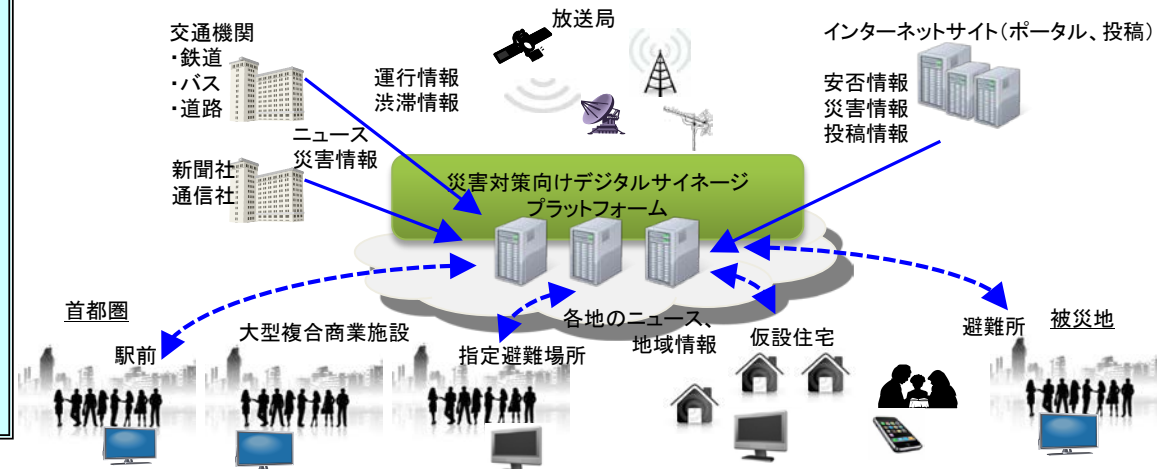 放送局
交通機関
・鉄道
・バス
・道路
運行情報
渋滞情報
インターネットサイト（ポータル、投稿）
安否情報
災害情報
投稿情報
ニュース
災害情報
新聞社
通信社
災害対策向けデジタルサイネージ
プラットフォーム
首都圏
駅前
大型複合商業施設
指定避難場所
各地のニュース、
地域情報
仮設住宅
避難所
被災地